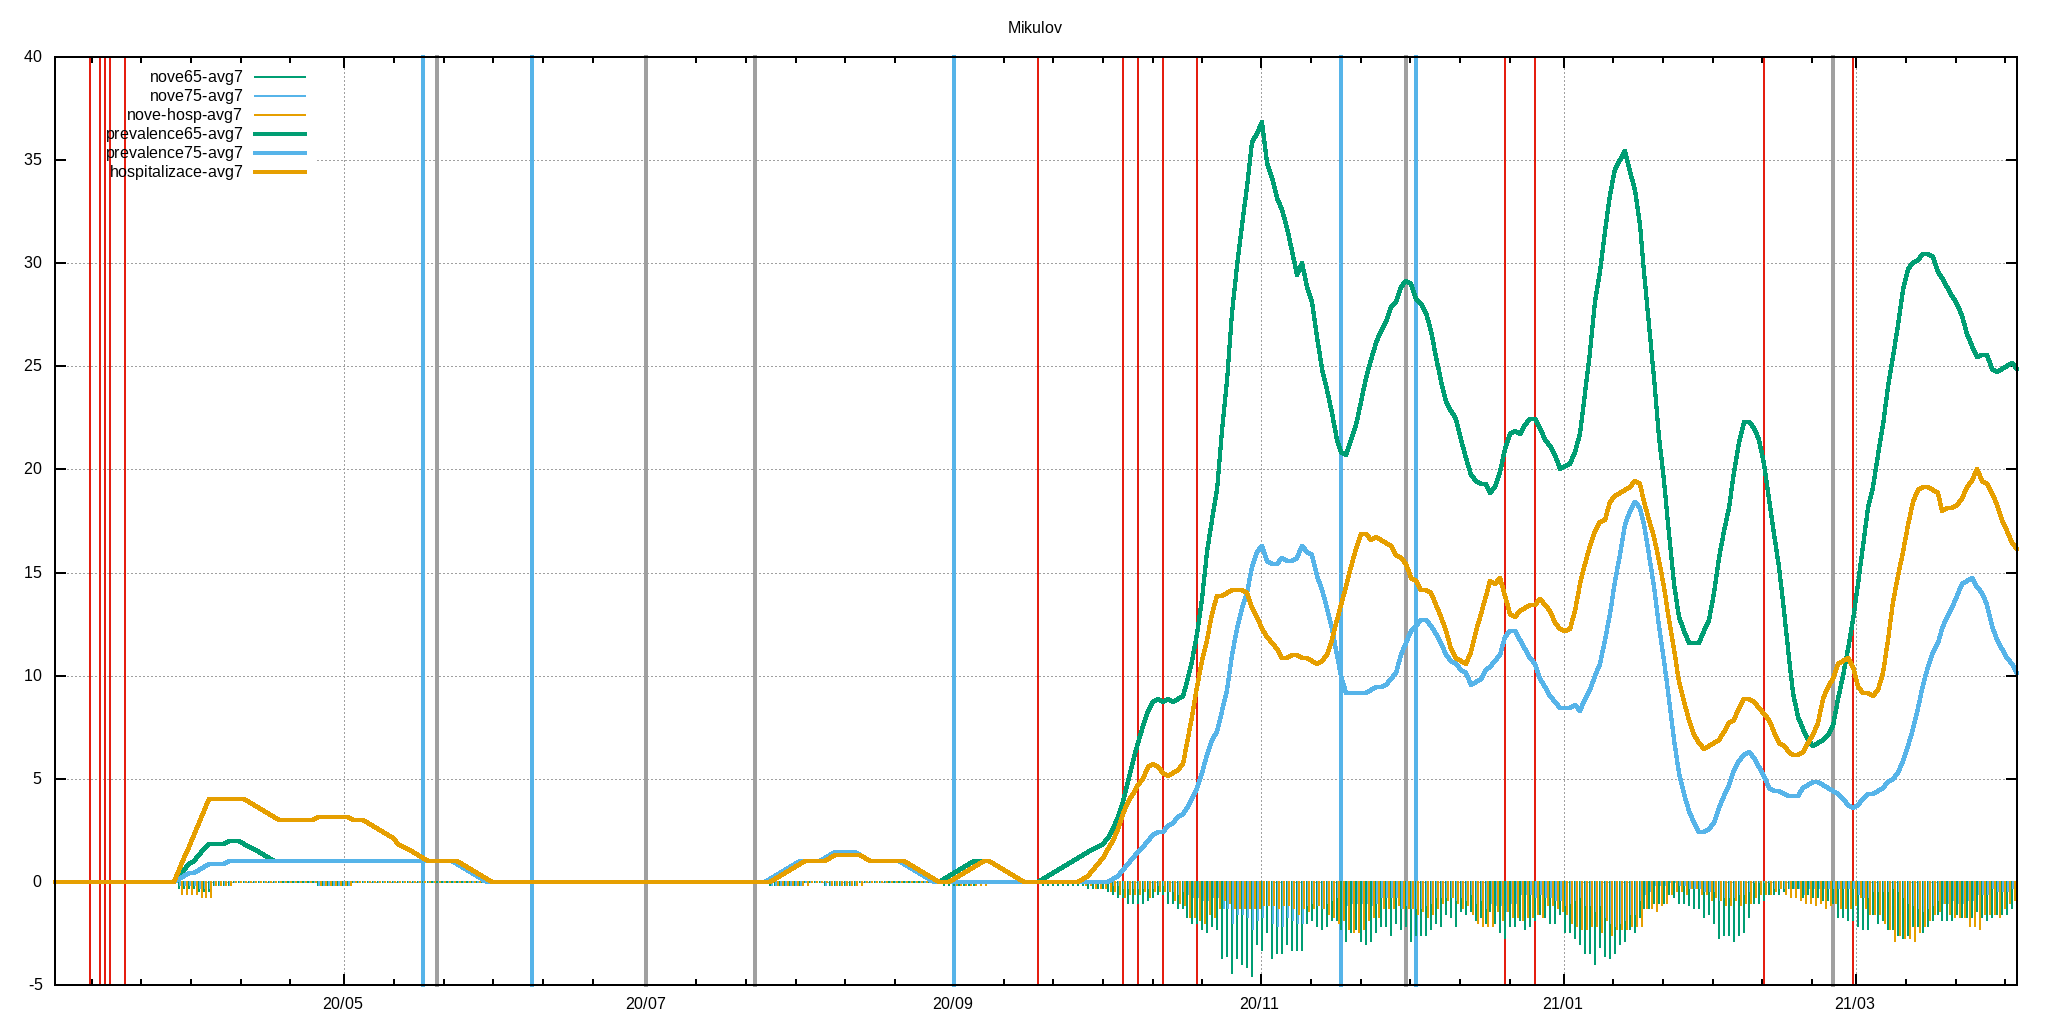 Mikulov
nove65-avg7
nove75-avg7
nove-hosp-avg7
prevalence65-avg7
prevalence75-avg7
hospitalizace-avg7
40
35
30
25
20
15
10
5
0
-5
20/05 20/07 20/09 20/11 21/01 21/03